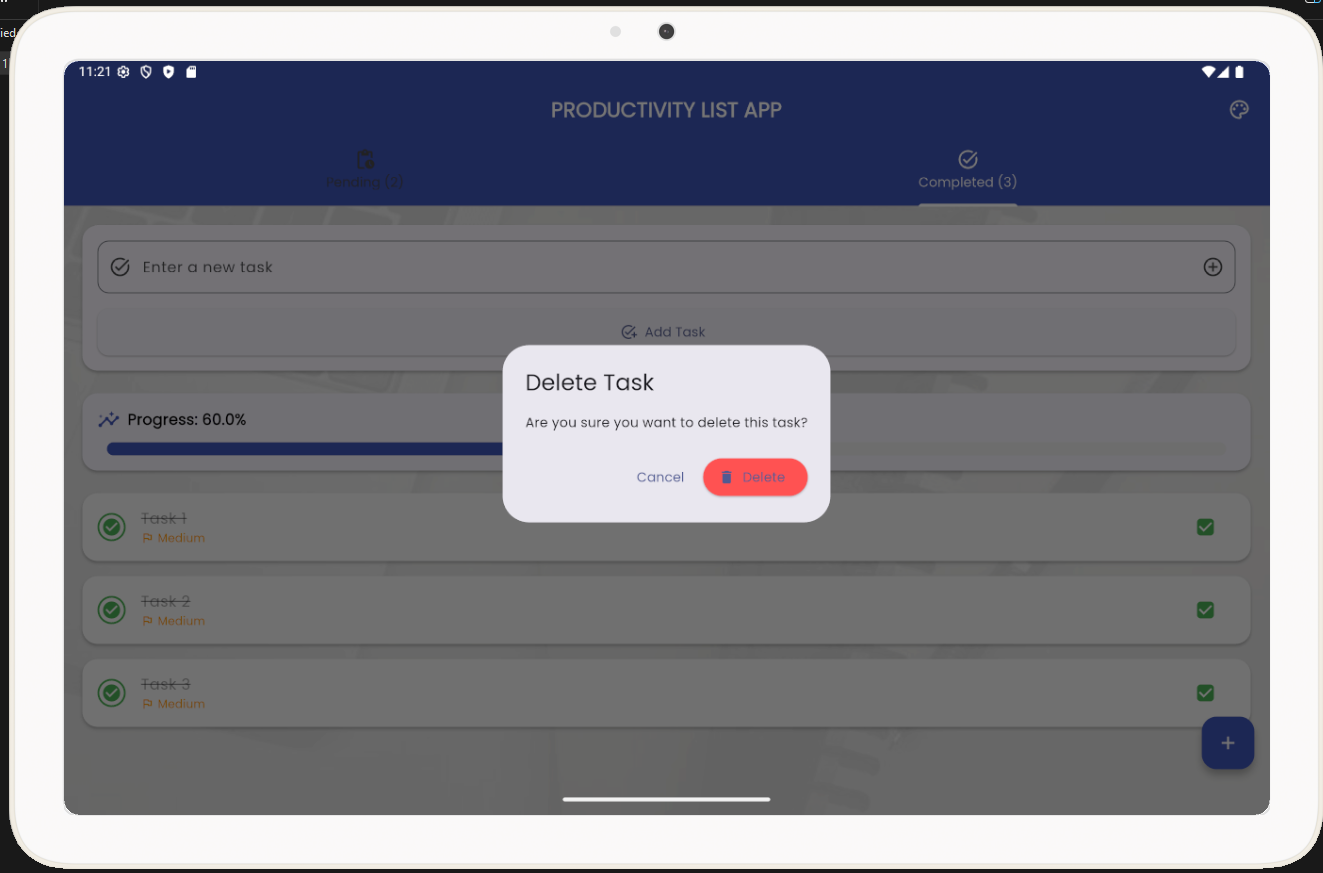 ied
1
11:21
PRODUCTIVITY LIST APP
Pending (2)
Completed (3)
Enter a new task
Add Task
Progress: 60.0%
Delete Task
Are you sure you want to delete this task?
Cancel
Delete
Task 1
Medium
Task 2
Medium
Task 3
Medium